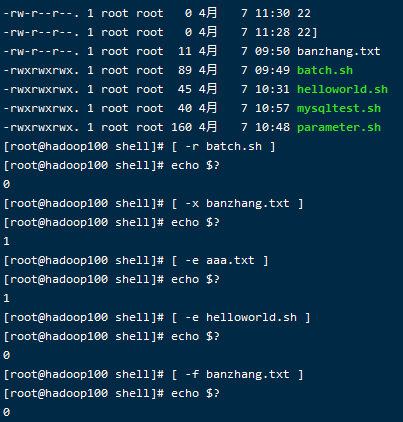 -rw-r--r--. 1 root root   0 4月   7 11:30 22
-rw-r--r--. 1 root root   0 4月   7 11:28 22]
-rw-r--r--. 1 root root  11 4月   7 09:50 banzhang.txt
-rwxrwxrwx. 1 root root  89 4月   7 09:49 batch.sh
-rwxrwxrwx. 1 root root  45 4月   7 10:31 helloworld.sh
-rwxrwxrwx. 1 root root  40 4月   7 10:57 mysqltest.sh
-rwxrwxrwx. 1 root root 160 4月   7 10:48 parameter.sh
[root@hadoop100 shell]# [ -r batch.sh ]
[root@hadoop100 shell]# echo $?
0
[root@hadoop100 shell]# [ -x banzhang.txt ]
[root@hadoop100 shell]# echo $?
1
[root@hadoop100 shell]# [ -e aaa.txt ]
[root@hadoop100 shell]# echo $?
1
[root@hadoop100 shell]# [ -e helloworld.sh ]
[root@hadoop100 shell]# echo $?
0
[root@hadoop100 shell]# [ -f banzhang.txt ]
[root@hadoop100 shell]# echo $?
0